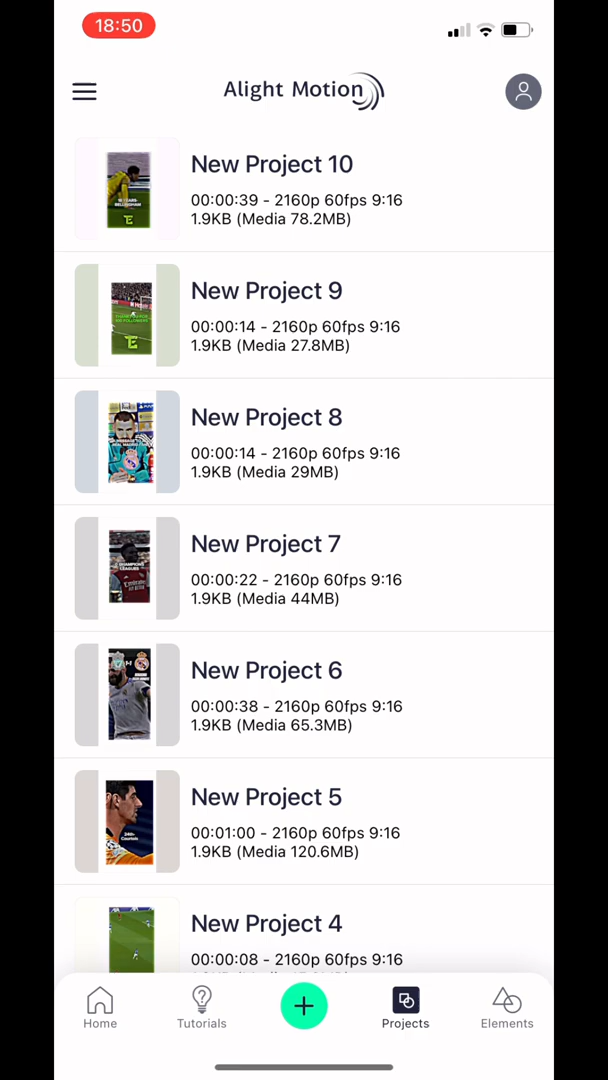 18:50
Alight Motion
New Project 10
00:00:39 - 2160p 60fps 9:16
1.9KB (Media 78.2MB)
New Project 9
00:00:14 - 2160p 60fps 9:16
1.9KB (Media 27.8MB)
New Project 8
00:00:14 - 2160p 60fps 9:16
1.9KB (Media 29MB)
New Project 7
00:00:22 - 2160p 60fps 9:16
1.9KB (Media 44MB)
New Project 6
00:00:38 - 2160p 60fps 9:16
1.9KB (Media 65.3MB)
New Project 5
00:01:00 - 2160p 60fps 9:16
1.9KB (Media 120.6MB)
New Project 4
00:00:08 - 2160p 60fps 9:16
Home
Tutorials
Projects
Elements